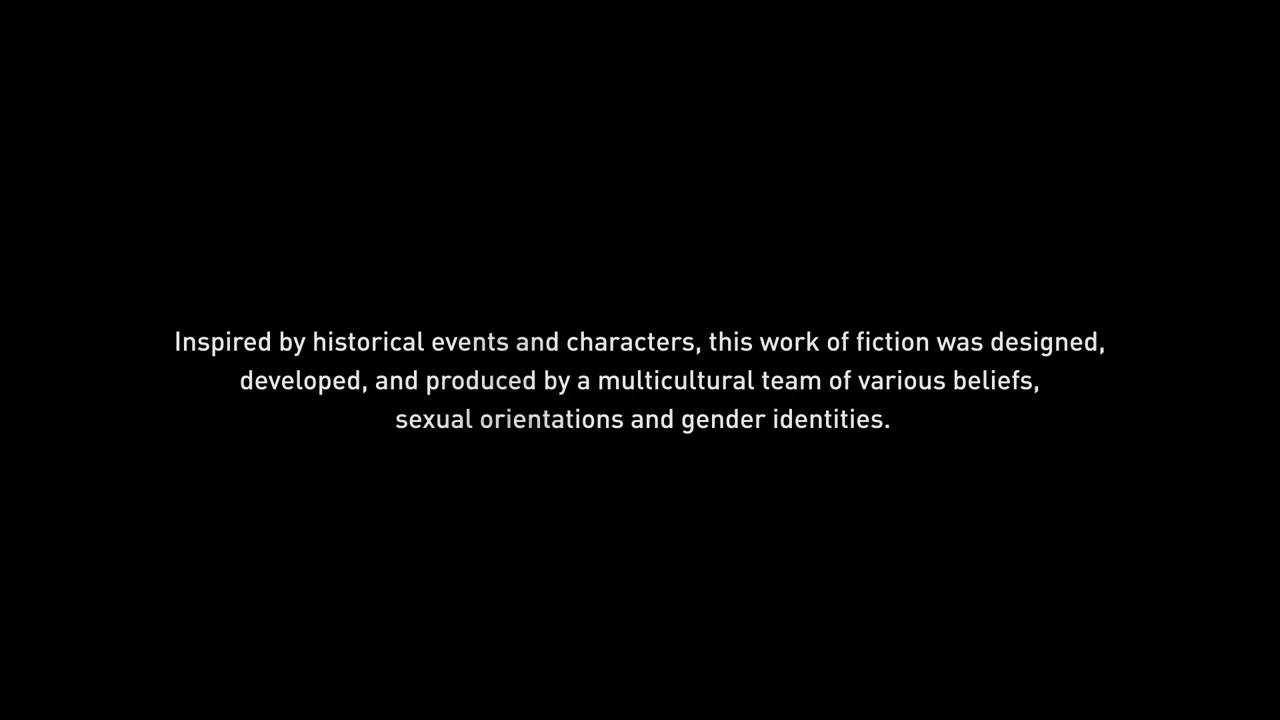 Inspired by historical events and characters, this work of fiction was designed,
developed, and produced by a multicultural team of various beliefs,
sexual orientations and gender identities.